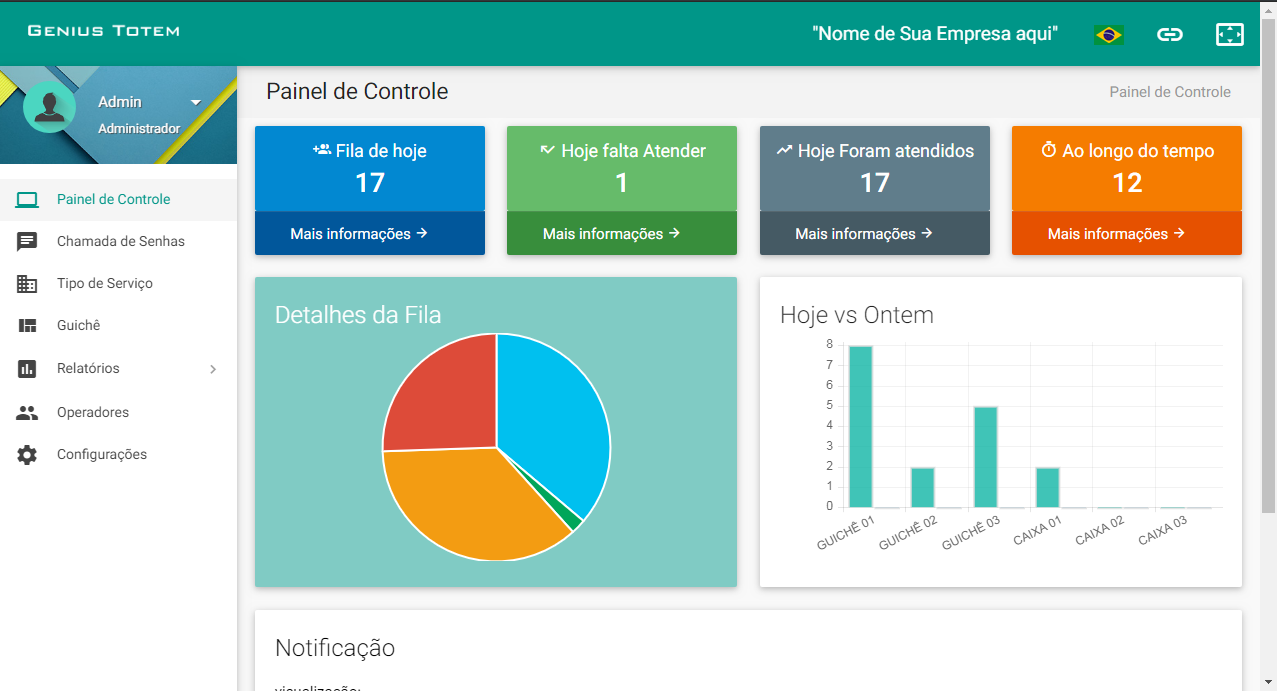 Genius Totem
"Nome de Sua Empresa aqui"
Admin
Administrador
Painel de Controle
Chamada de Senhas
Tipo de Serviço
Guichê
Relatórios
Operadores
Configurações
Painel de Controle
Painel de Controle
Fila de hoje
17
Mais informações
Hoje falta Atender
1
Mais informações
Hoje Foram atendidos
17
Mais informações
Ao longo do tempo
12
Mais informações
Detalhes da Fila
Hoje vs Ontem
8
7
6
5
4
3
2
1
0
GUICHÊ 01
GUICHÊ 02
GUICHÊ 03
CAIXA 01
CAIXA 02
CAIXA 03
Notificação
visualização: